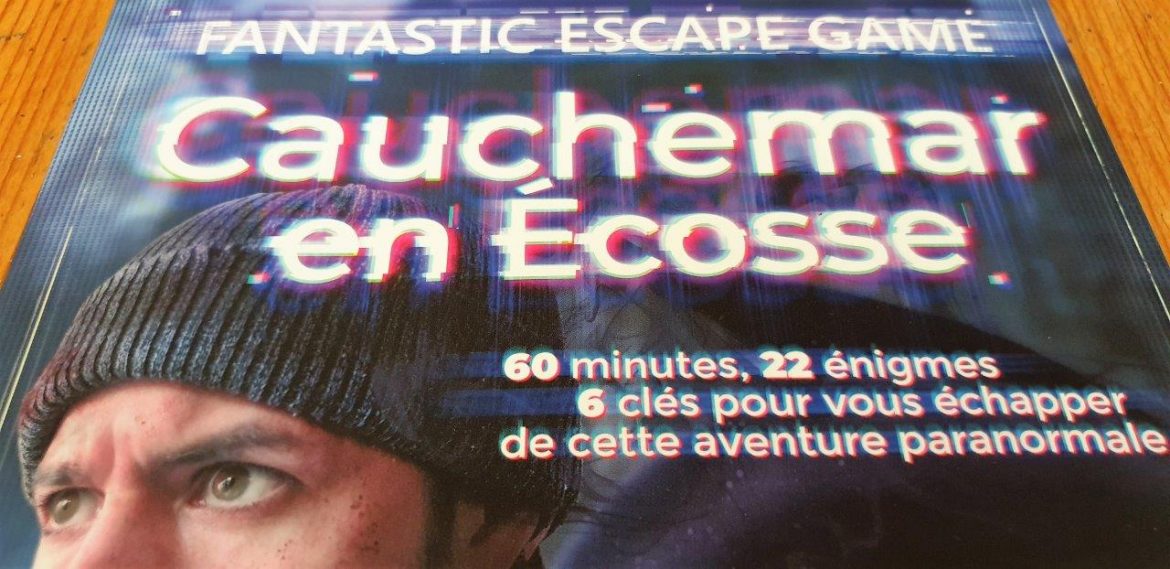 FANTASTIC ESCAPE GAME
Cauchemar
en Écosse
60 minutes, 22 énigmes
6 clés pour vous échapper
de cette aventure paranormale